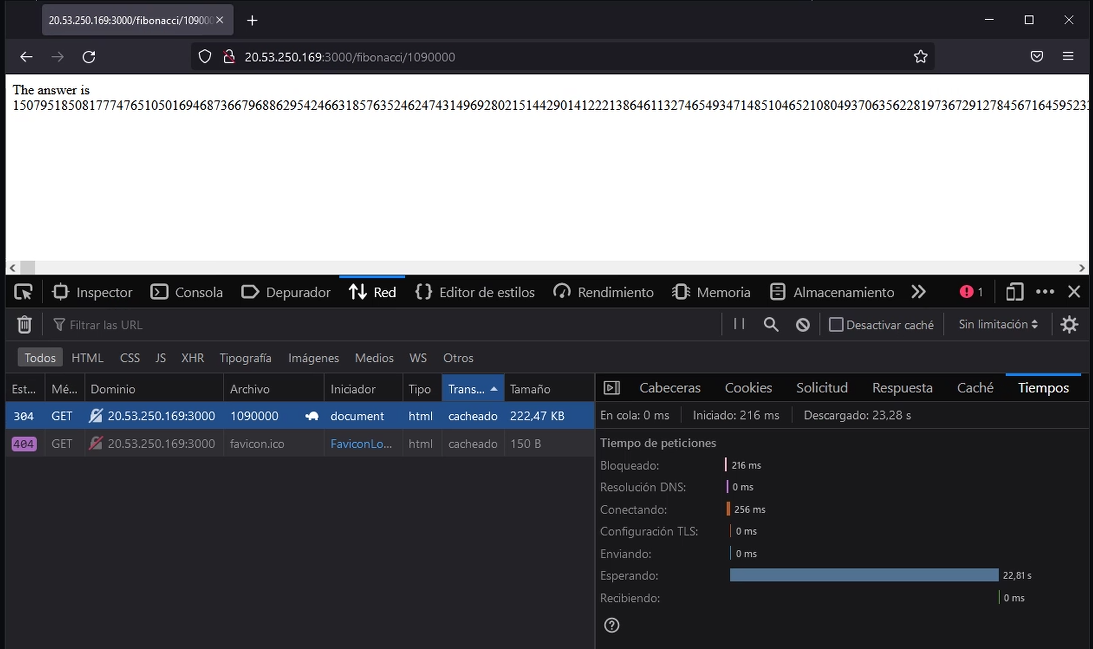 20.53.250.169:3000/fibonacci/1090000
20.53.250.169:3000/fibonacci/1090000
The answer is
Inspector Consola Depurador Red Editor de estilos Rendimiento Memoria Almacenamiento 1
Filtrar las URL Desactivar caché Sin limitación
Todos HTML CSS JS XHR Tipografía Imágenes Medios WS Otros
Est... Mé... Dominio Archivo Iniciador Tipo Trans... Tamaño
304 GET 20.53.250.169:3000 1090000 document html cacheado 222,47 KB
404 GET 20.53.250.169:3000 favicon.ico FaviconLo... html cacheado 150 B
Cabeceras Cookies Solicitud Respuesta Caché Tiempos
En cola: 0 ms Iniciado: 216 ms Descargado: 23,28 s
Tiempo de peticiones
Bloqueado: 216 ms
Resolución DNS: 0 ms
Conectando: 256 ms
Configuración TLS: 0 ms
Enviando: 0 ms
Esperando: 22,81 s
Recibiendo: 0 ms